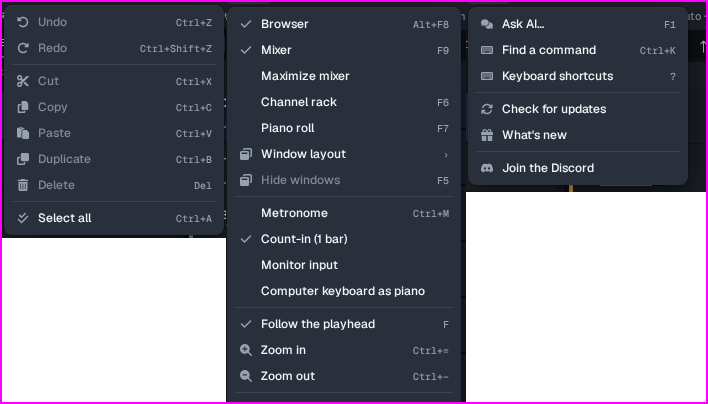 Undo Ctrl+Z
Redo Ctrl+Shift+Z
Cut Ctrl+X
Copy Ctrl+C
Paste Ctrl+V
Duplicate Ctrl+B
Delete Del
Select all Ctrl+A
Browser Alt+F8
Mixer F9
Maximize mixer
Channel rack F6
Piano roll F7
Window layout ›
Hide windows F5
Metronome Ctrl+M
Count-in (1 bar)
Monitor input
Computer keyboard as piano
Follow the playhead F
Zoom in Ctrl+=
Zoom out Ctrl+−
Ask AI... F1
Find a command Ctrl+K
Keyboard shortcuts ?
Check for updates
What's new
Join the Discord